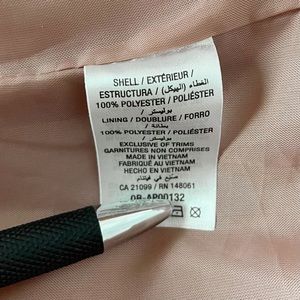 SHELL / EXTÉRIEUR /
ESTRUCTURA / الغطاء (الهيكل) /
100% POLYESTER / POLIÉSTER
بوليستر /
LINING / DOUBLURE / FORRO
بطانة /
100% POLYESTER / POLIÉSTER
بوليستر /
EXCLUSIVE OF TRIMS
GARNITURES NON COMPRISES
MADE IN VIETNAM
FABRIQUÉ AU VIETNAM
HECHO EN VIETNAM
صنع في فيتنام
CA 21099 / RN 148061
0B-AP00132